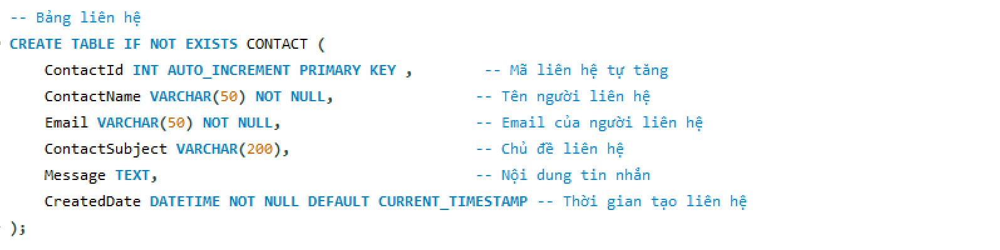 -- Bảng liên hệ
CREATE TABLE IF NOT EXISTS CONTACT (
    ContactId INT AUTO_INCREMENT PRIMARY KEY ,        -- Mã liên hệ tự tăng
    ContactName VARCHAR(50) NOT NULL,                -- Tên người liên hệ
    Email VARCHAR(50) NOT NULL,                      -- Email của người liên hệ
    ContactSubject VARCHAR(200),                     -- Chủ đề liên hệ
    Message TEXT,                                    -- Nội dung tin nhắn
    CreatedDate DATETIME NOT NULL DEFAULT CURRENT_TIMESTAMP -- Thời gian tạo liên hệ
);